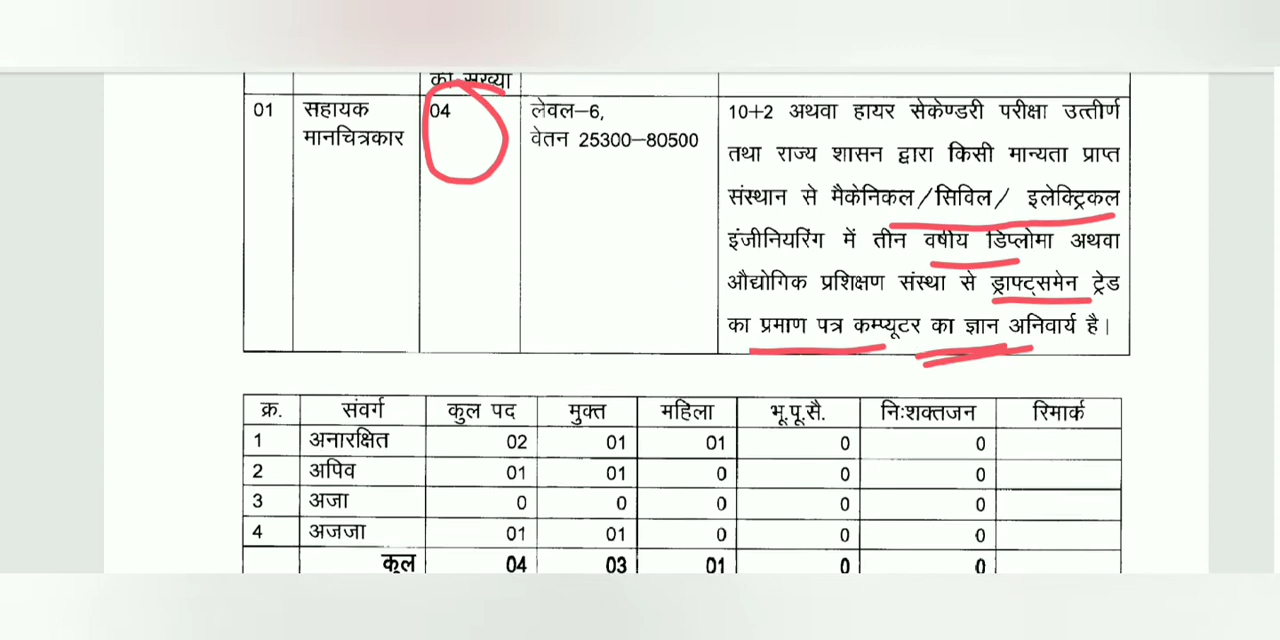 की संख्या
01 सहायक 04 लेवल–6, 10+2 अथवा हायर सेकेण्डरी परीक्षा उत्तीर्ण
मानचित्रकार वेतन 25300–80500
तथा राज्य शासन द्वारा किसी मान्यता प्राप्त
संस्थान से मैकेनिकल/सिविल/ इलेक्ट्रिकल
इंजीनियरिंग में तीन वर्षीय डिप्लोमा अथवा
औद्योगिक प्रशिक्षण संस्था से ड्राफ्ट्समेन ट्रेड
का प्रमाण पत्र कम्प्यूटर का ज्ञान अनिवार्य है।
क्र. संवर्ग कुल पद मुक्त महिला भू.पू.सै. निःशक्तजन रिमार्क
1 अनारक्षित 02 01 01 0 0
2 अपिव 01 01 0 0 0
3 अजा 0 0 0 0 0
4 अजजा 01 01 0 0 0
कुल 04 03 01 0 0